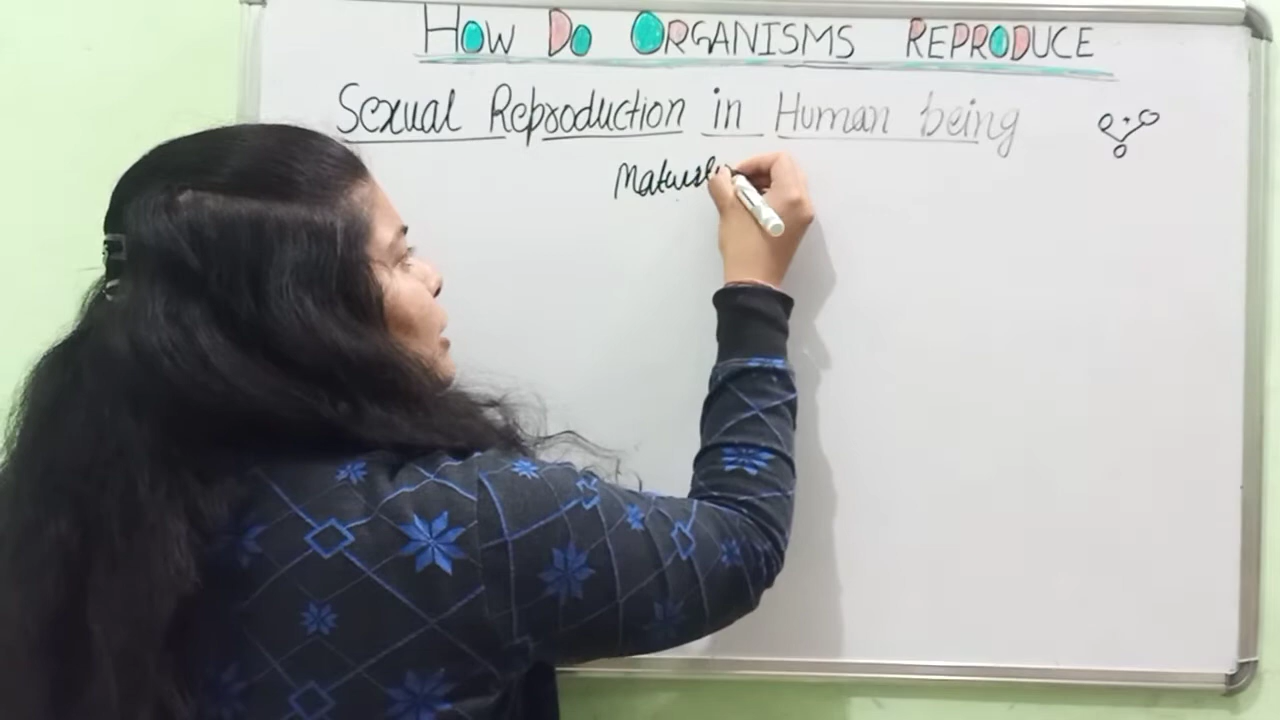 HOW DO ORGANISMS REPRODUCE
Sexual Reproduction in Human being